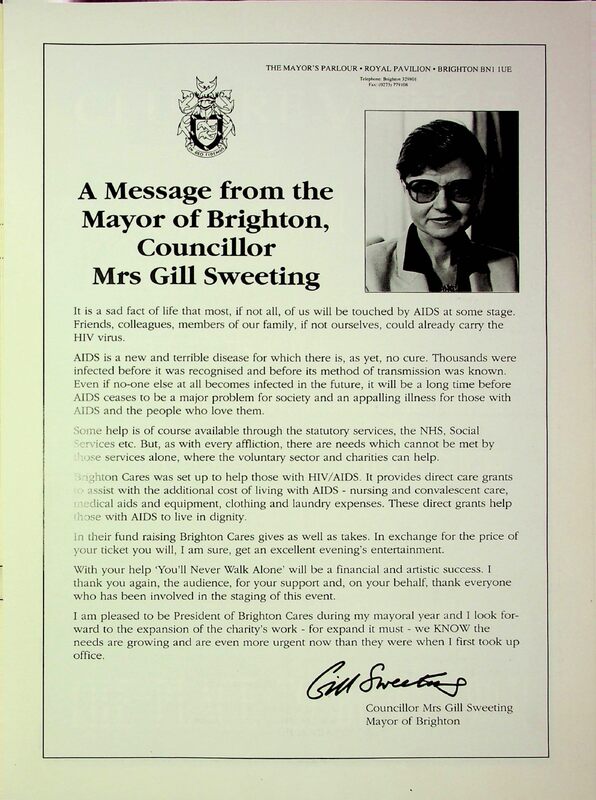 THE MAYOR'S PARLOUR • ROYAL PAVILION • BRIGHTON BN1 1UE
Telephone: Brighton 329801
Fax: (0273) 779108
IN DEO FIDEMUS
A Message from the
Mayor of Brighton,
Councillor
Mrs Gill Sweeting
It is a sad fact of life that most, if not all, of us will be touched by AIDS at some stage.
Friends, colleagues, members of our family, if not ourselves, could already carry the
HIV virus.
AIDS is a new and terrible disease for which there is, as yet, no cure. Thousands were
infected before it was recognised and before its method of transmission was known.
Even if no-one else at all becomes infected in the future, it will be a long time before
AIDS ceases to be a major problem for society and an appalling illness for those with
AIDS and the people who love them.
Some help is of course available through the statutory services, the NHS, Social
Services etc. But, as with every affliction, there are needs which cannot be met by
those services alone, where the voluntary sector and charities can help.
Brighton Cares was set up to help those with HIV/AIDS. It provides direct care grants
to assist with the additional cost of living with AIDS - nursing and convalescent care,
medical aids and equipment, clothing and laundry expenses. These direct grants help
those with AIDS to live in dignity.
In their fund raising Brighton Cares gives as well as takes. In exchange for the price of
your ticket you will, I am sure, get an excellent evening's entertainment.
With your help 'You'll Never Walk Alone' will be a financial and artistic success. I
thank you again, the audience, for your support and, on your behalf, thank everyone
who has been involved in the staging of this event.
I am pleased to be President of Brighton Cares during my mayoral year and I look for-
ward to the expansion of the charity's work - for expand it must - we KNOW the
needs are growing and are even more urgent now than they were when I first took up
office.
Gill Sweeting
Councillor Mrs Gill Sweeting
Mayor of Brighton